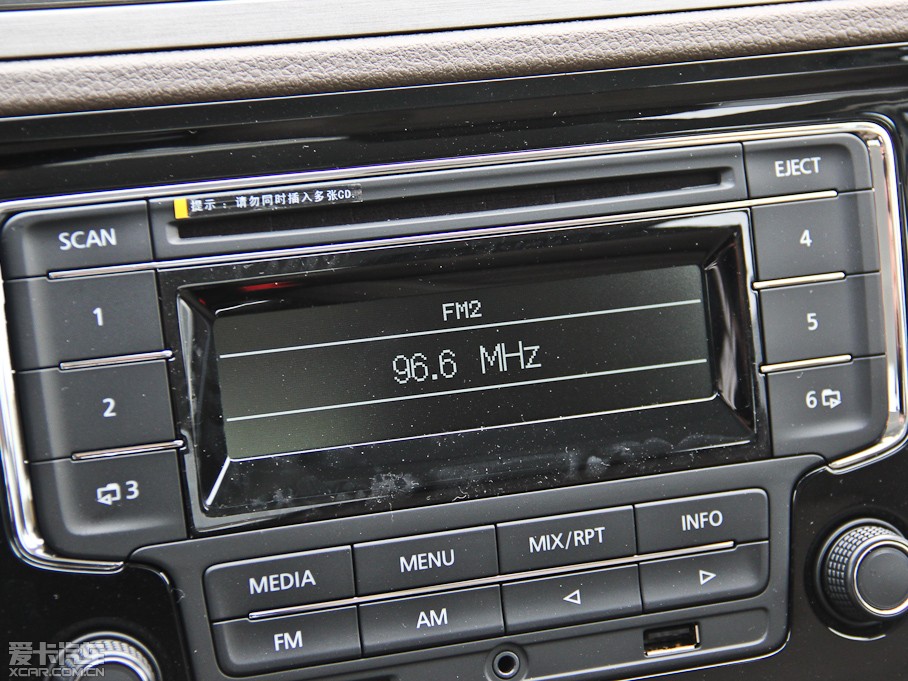 提示：请勿同时插入多张CD.
EJECT
SCAN
4
1
FM2
5
96.6 MHz
2
6
3
INFO
MIX/RPT
MENU
MEDIA
AM
FM
爱卡汽车
XCAR.COM.CN